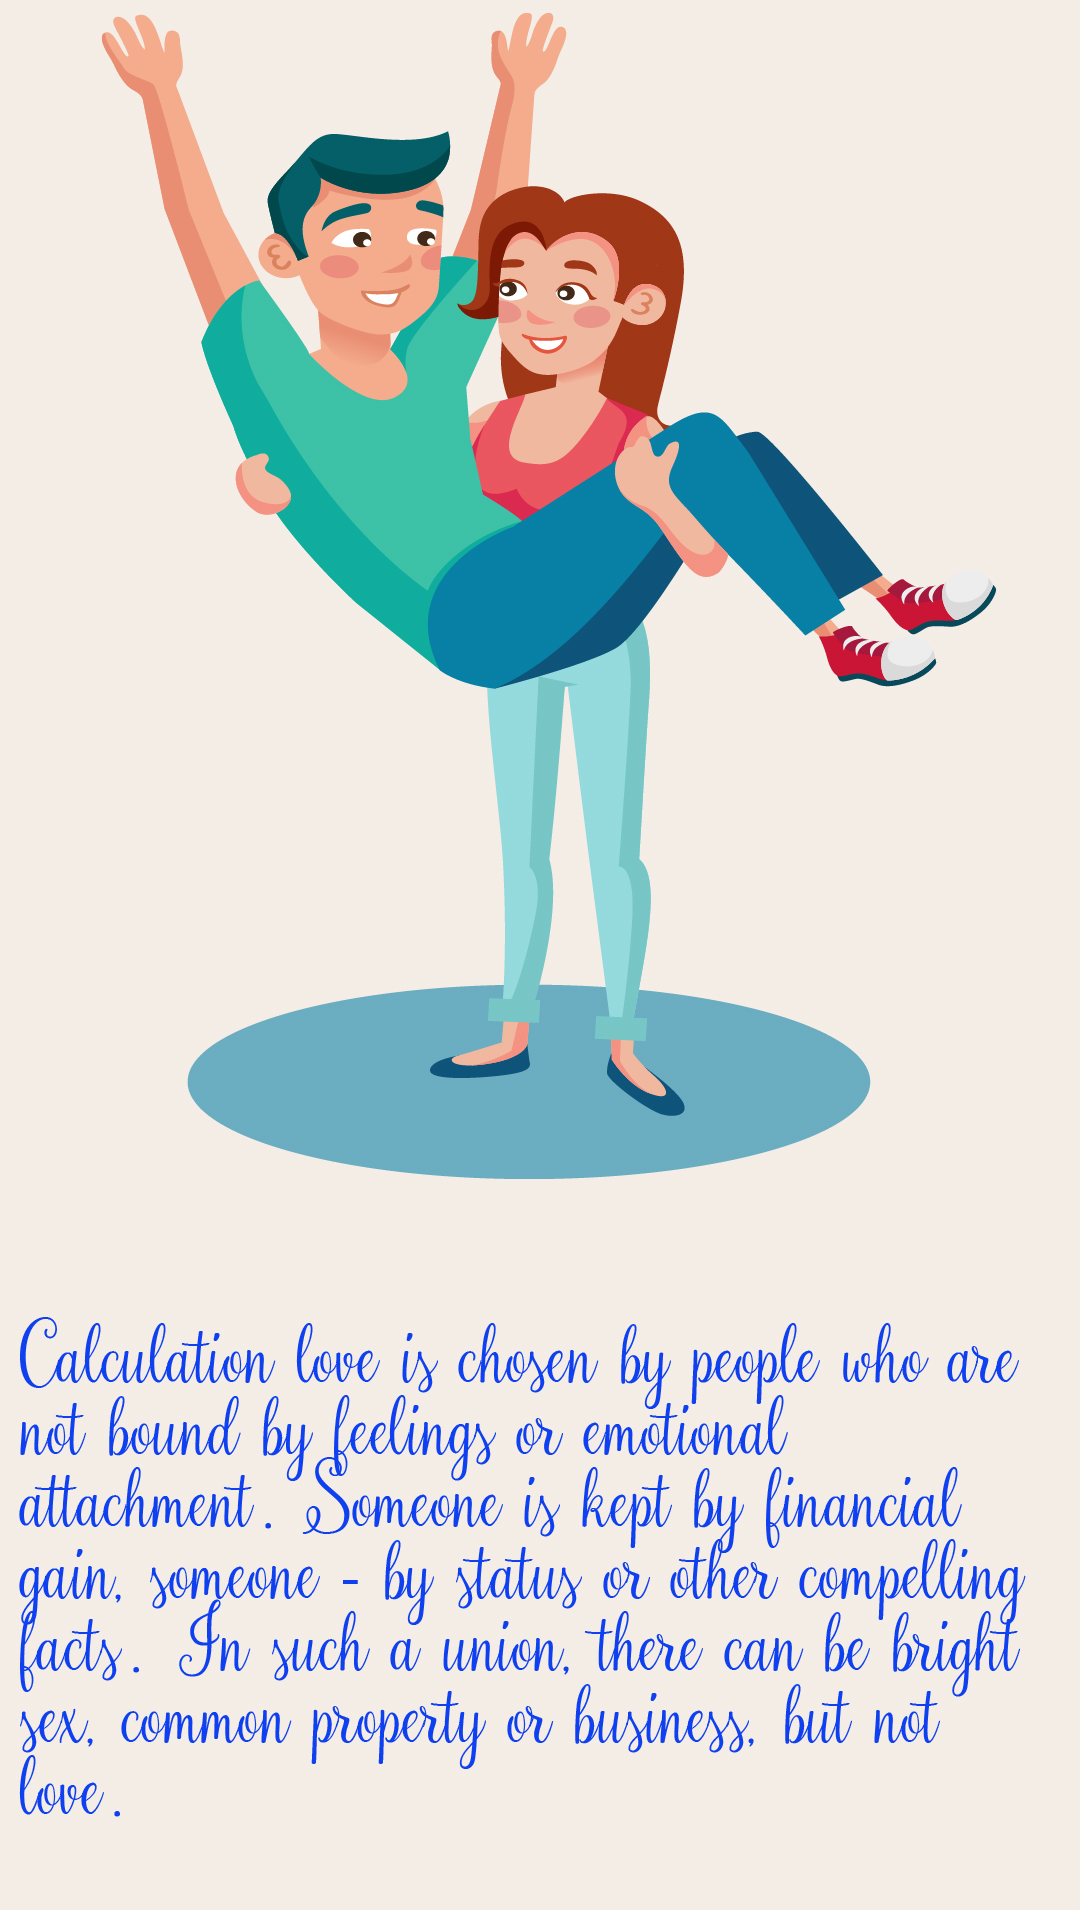 Calculation love is chosen by people who are
not bound by feelings or emotional
attachment. Someone is kept by financial
gain, someone - by status or other compelling
facts. In such a union, there can be bright
sex, common property or business, but not
love.